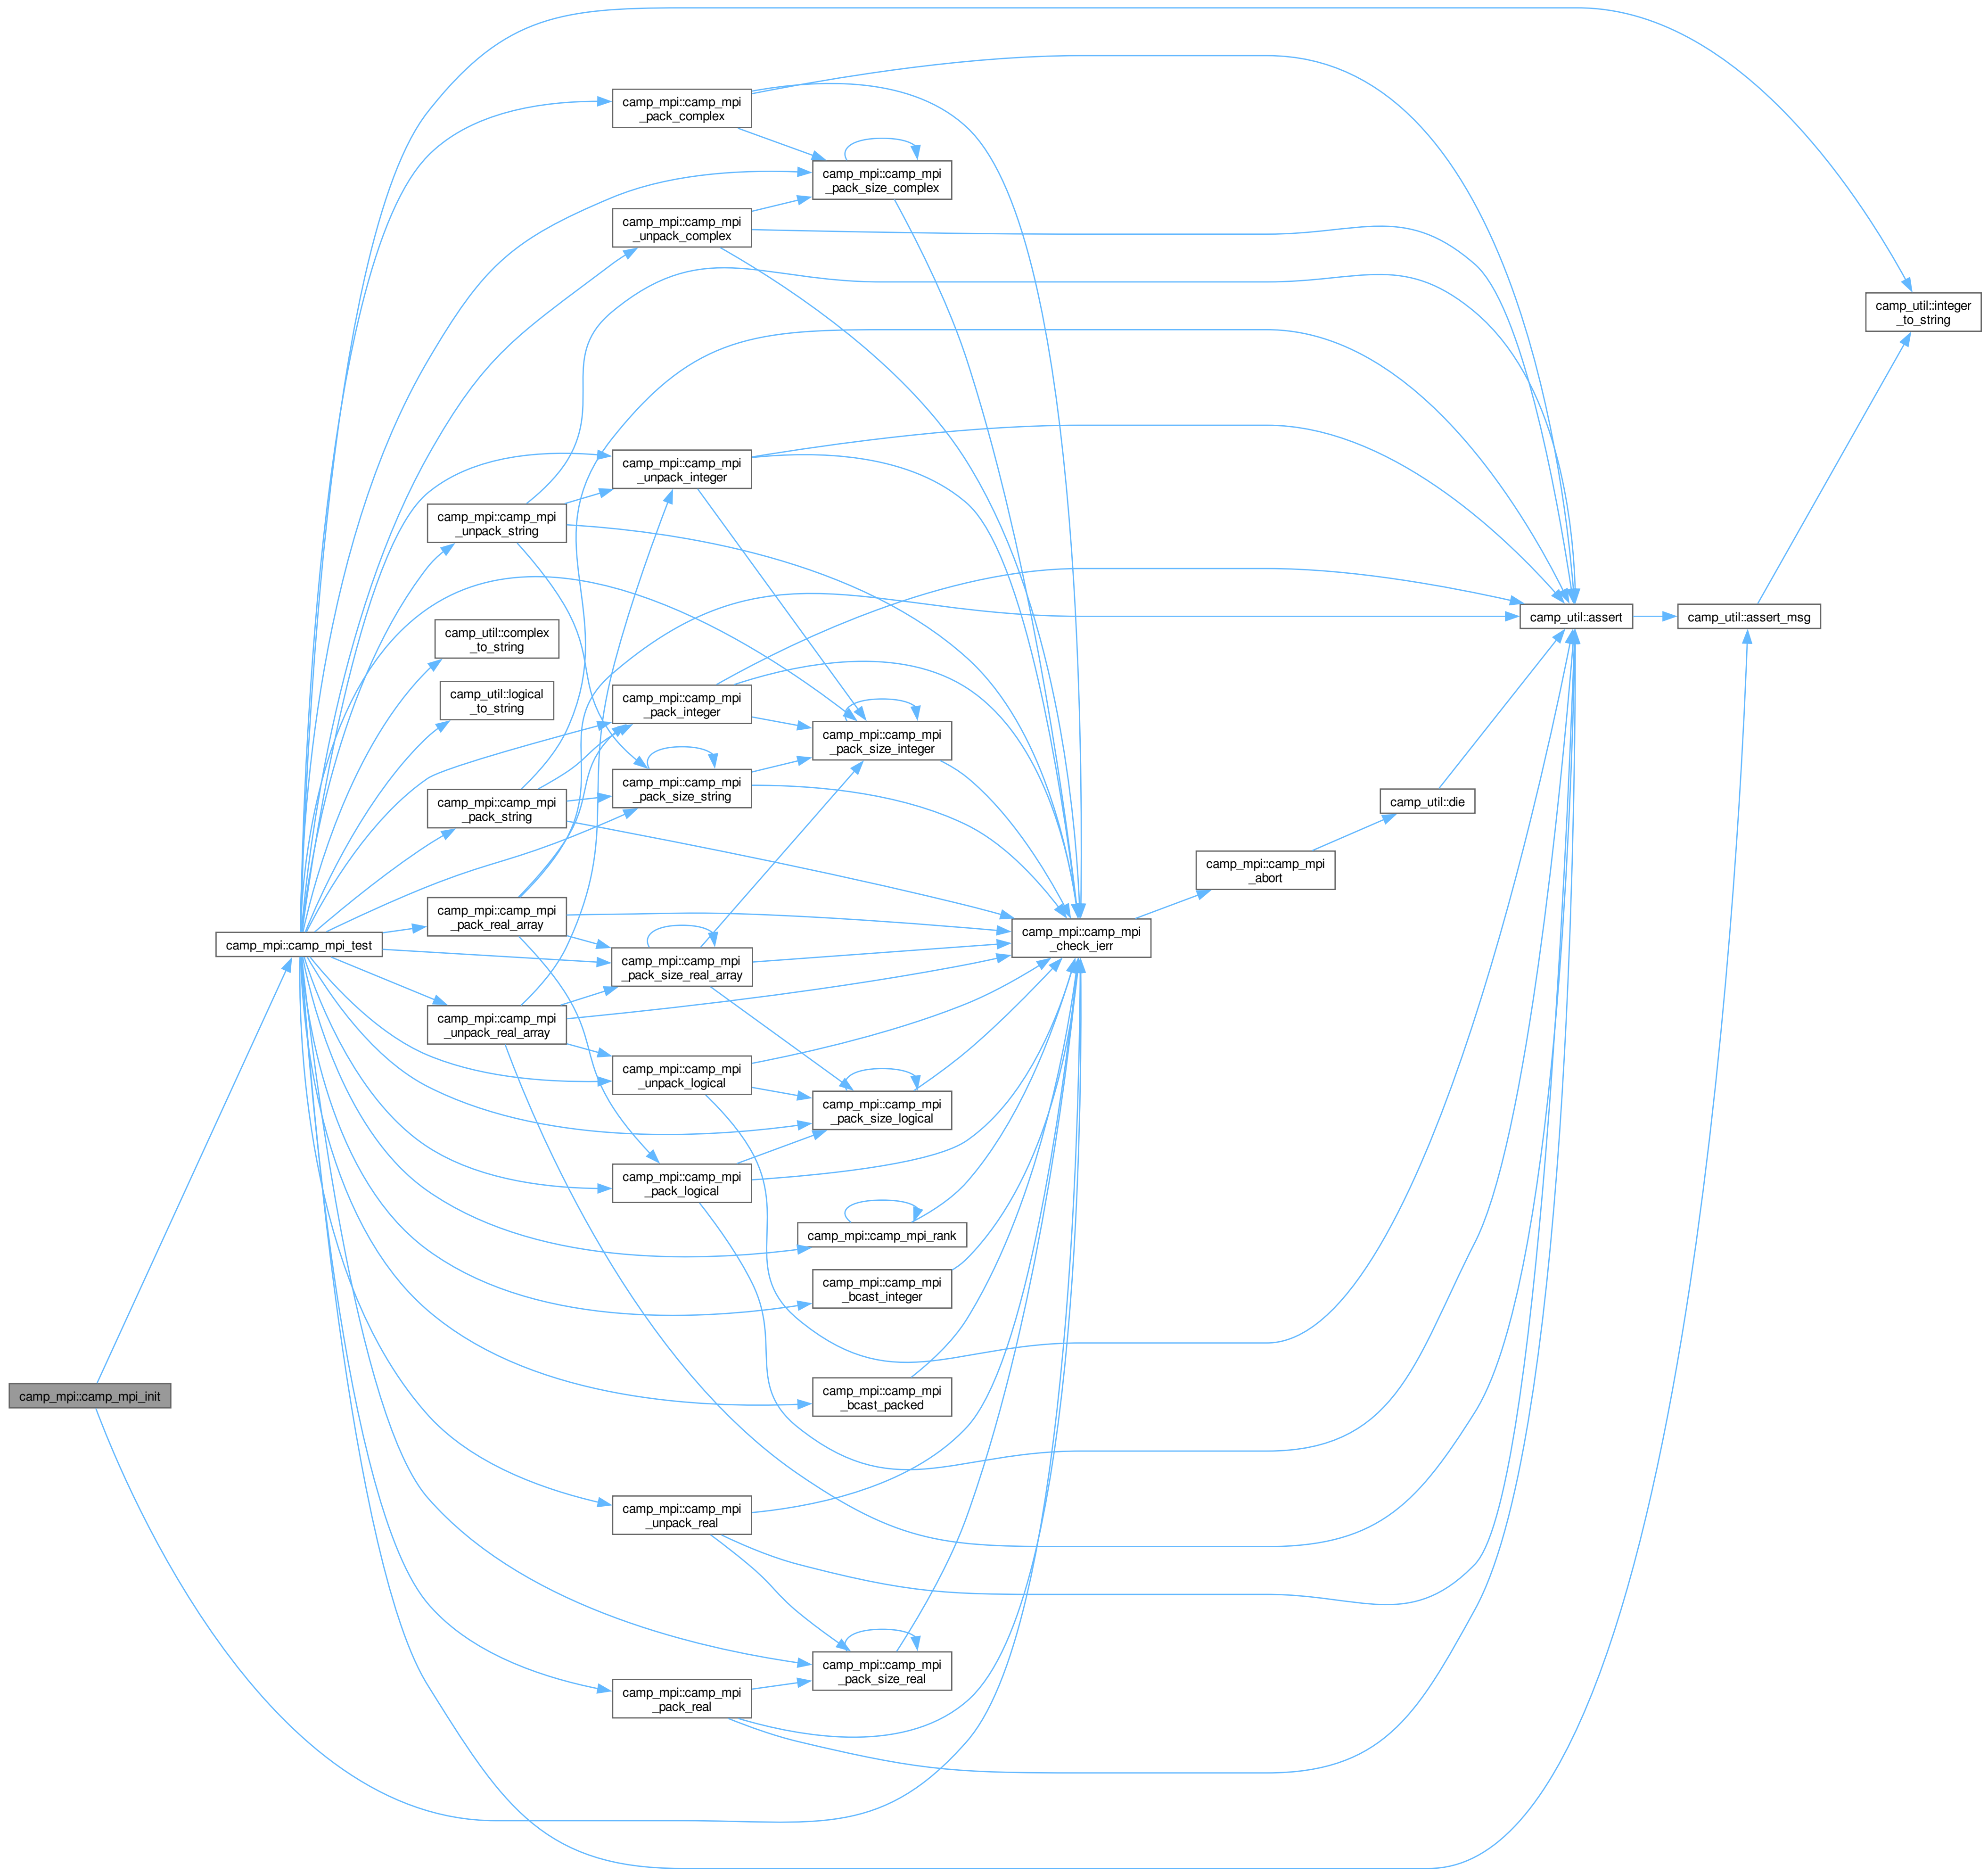 camp_mpi::camp_mpi
_pack_complex
camp_mpi::camp_mpi
_pack_size_complex
camp_mpi::camp_mpi
_unpack_complex
camp_util::integer
_to_string
camp_mpi::camp_mpi
_unpack_integer
camp_mpi::camp_mpi
_unpack_string
camp_util::complex
_to_string
camp_util::assert
camp_util::assert_msg
camp_util::logical
_to_string
camp_mpi::camp_mpi
_pack_integer
camp_mpi::camp_mpi
_pack_size_integer
camp_mpi::camp_mpi
_pack_size_string
camp_mpi::camp_mpi
_pack_string
camp_util::die
camp_mpi::camp_mpi
_abort
camp_mpi::camp_mpi
_pack_real_array
camp_mpi::camp_mpi_test
camp_mpi::camp_mpi
_check_ierr
camp_mpi::camp_mpi
_pack_size_real_array
camp_mpi::camp_mpi
_unpack_real_array
camp_mpi::camp_mpi
_unpack_logical
camp_mpi::camp_mpi
_pack_size_logical
camp_mpi::camp_mpi
_pack_logical
camp_mpi::camp_mpi_rank
camp_mpi::camp_mpi
_bcast_integer
camp_mpi::camp_mpi_init
camp_mpi::camp_mpi
_bcast_packed
camp_mpi::camp_mpi
_unpack_real
camp_mpi::camp_mpi
_pack_size_real
camp_mpi::camp_mpi
_pack_real